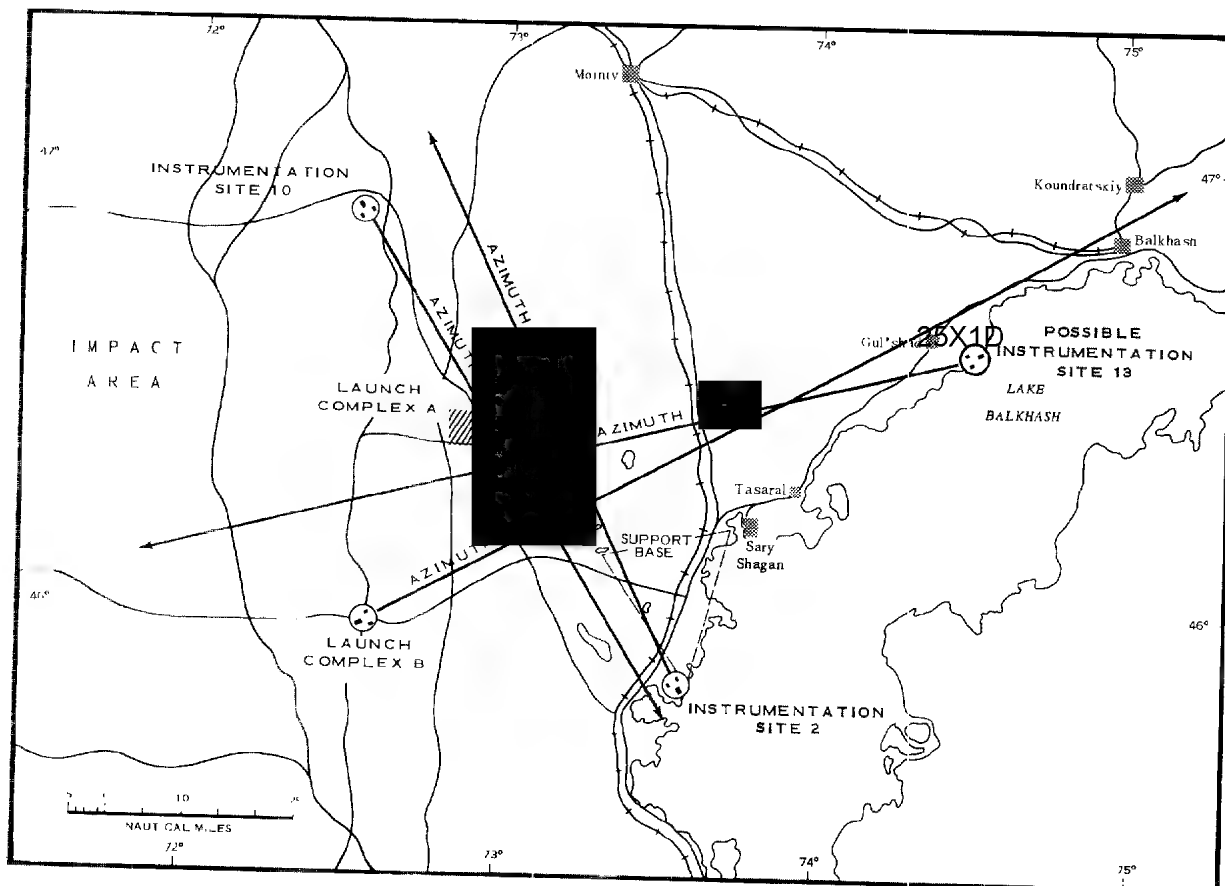 72°
73°
74°
75°
Mointy
47°
INSTRUMENTATION
SITE 10
Koundratskiy
47°
Balkhash
AZIMUTH
AZIMUTH
IMPACT
AREA
25X1D
POSSIBLE
INSTRUMENTATION
SITE 13
LAKE
BALKHASH
LAUNCH
COMPLEX A
AZIMUTH
Tasaral
SUPPORT
BASE
Sary
Shagan
AZIMUTH
46°
46°
LAUNCH
COMPLEX B
INSTRUMENTATION
SITE 2
10
NAUTICAL MILES
72°
73°
74°
75°